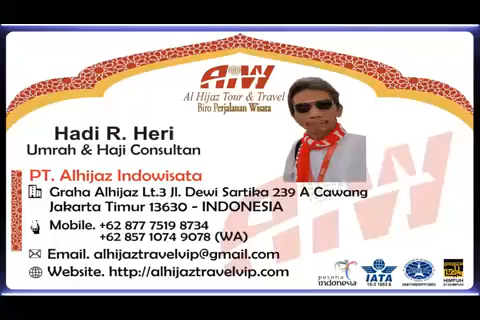 AIW
Al Hijaz Tour & Travel
Biro Perjalanan Wisata
Hadi R. Heri
Umrah & Haji Consultan
PT. Alhijaz Indowisata
Graha Alhijaz Lt.3 Jl. Dewi Sartika 239 A Cawang
Jakarta Timur 13630 - INDONESIA
Mobile. +62 877 7519 8734
+62 857 1074 9078 (WA)
Email. alhijaztravelvip@gmail.com
Website. http://alhijaztravelvip.com
pesona
indonesia
IATA
HIMPUH